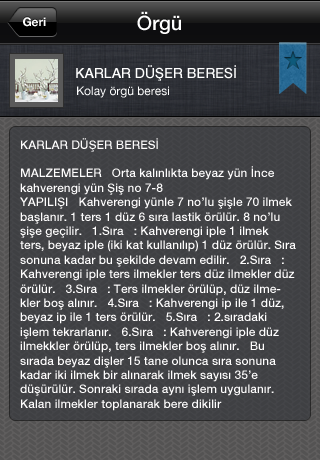 Geri
Örgü
KARLAR DÜŞER BERESİ
Kolay örgü beresi
KARLAR DÜŞER BERESİ
MALZEMELER   Orta kalınlıkta beyaz yün İnce
kahverengi yün Şiş no 7-8
YAPILIŞI   Kahverengi yünle 7 no’lu şişle 70 ilmek
başlanır. 1 ters 1 düz 6 sıra lastik örülür. 8 no’lu
şişe geçilir.   1.Sıra   : Kahverengi iple 1 ilmek
ters, beyaz iple (iki kat kullanılıp) 1 düz örülür. Sıra
sonuna kadar bu şekilde devam edilir.   2.Sıra   :
Kahverengi iple ters ilmekler ters düz ilmekler düz
örülür.   3.Sıra   : Ters ilmekler örülüp, düz ilme-
kler boş alınır.   4.Sıra   : Kahverengi ip ile 1 düz,
beyaz ip ile 1 ters örülür.   5.Sıra   : 2.sıradaki
işlem tekrarlanır.   6.Sıra   : Kahverengi iple düz
ilmekkler örülüp, ters ilmekler boş alınır.   Bu
sırada beyaz dişler 15 tane olunca sıra sonuna
kadar iki ilmek bir alınarak ilmek sayısı 35’e
düşürülür. Sonraki sırada aynı işlem uygulanır.
Kalan ilmekler toplanarak bere dikilir